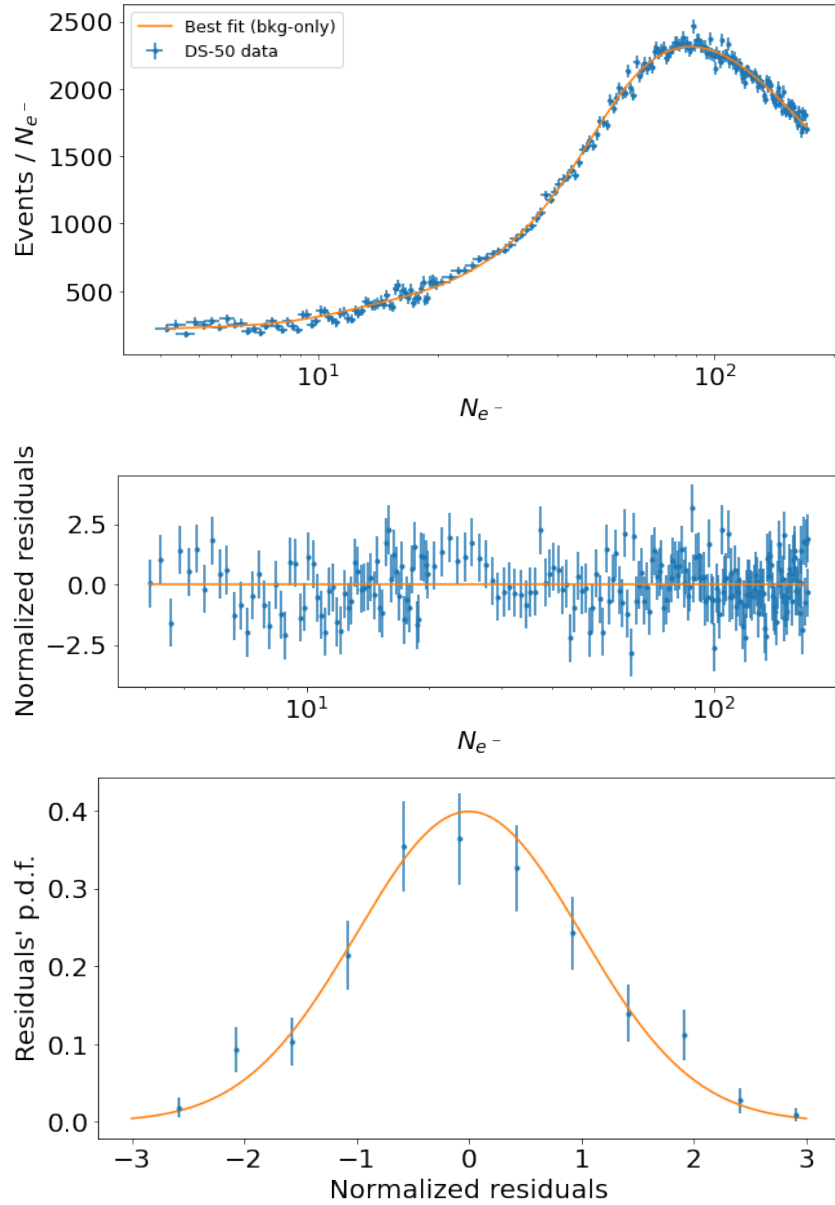 2500
2000
1500
1000
500
Events / N_{e^-}
Best fit (bkg-only)
DS-50 data
10^1
10^2
N_{e^-}
2.5
0.0
−2.5
Normalized residuals
10^1
10^2
N_{e^-}
0.4
0.3
0.2
0.1
0.0
Residuals' p.d.f.
−3 −2 −1 0 1 2 3
Normalized residuals